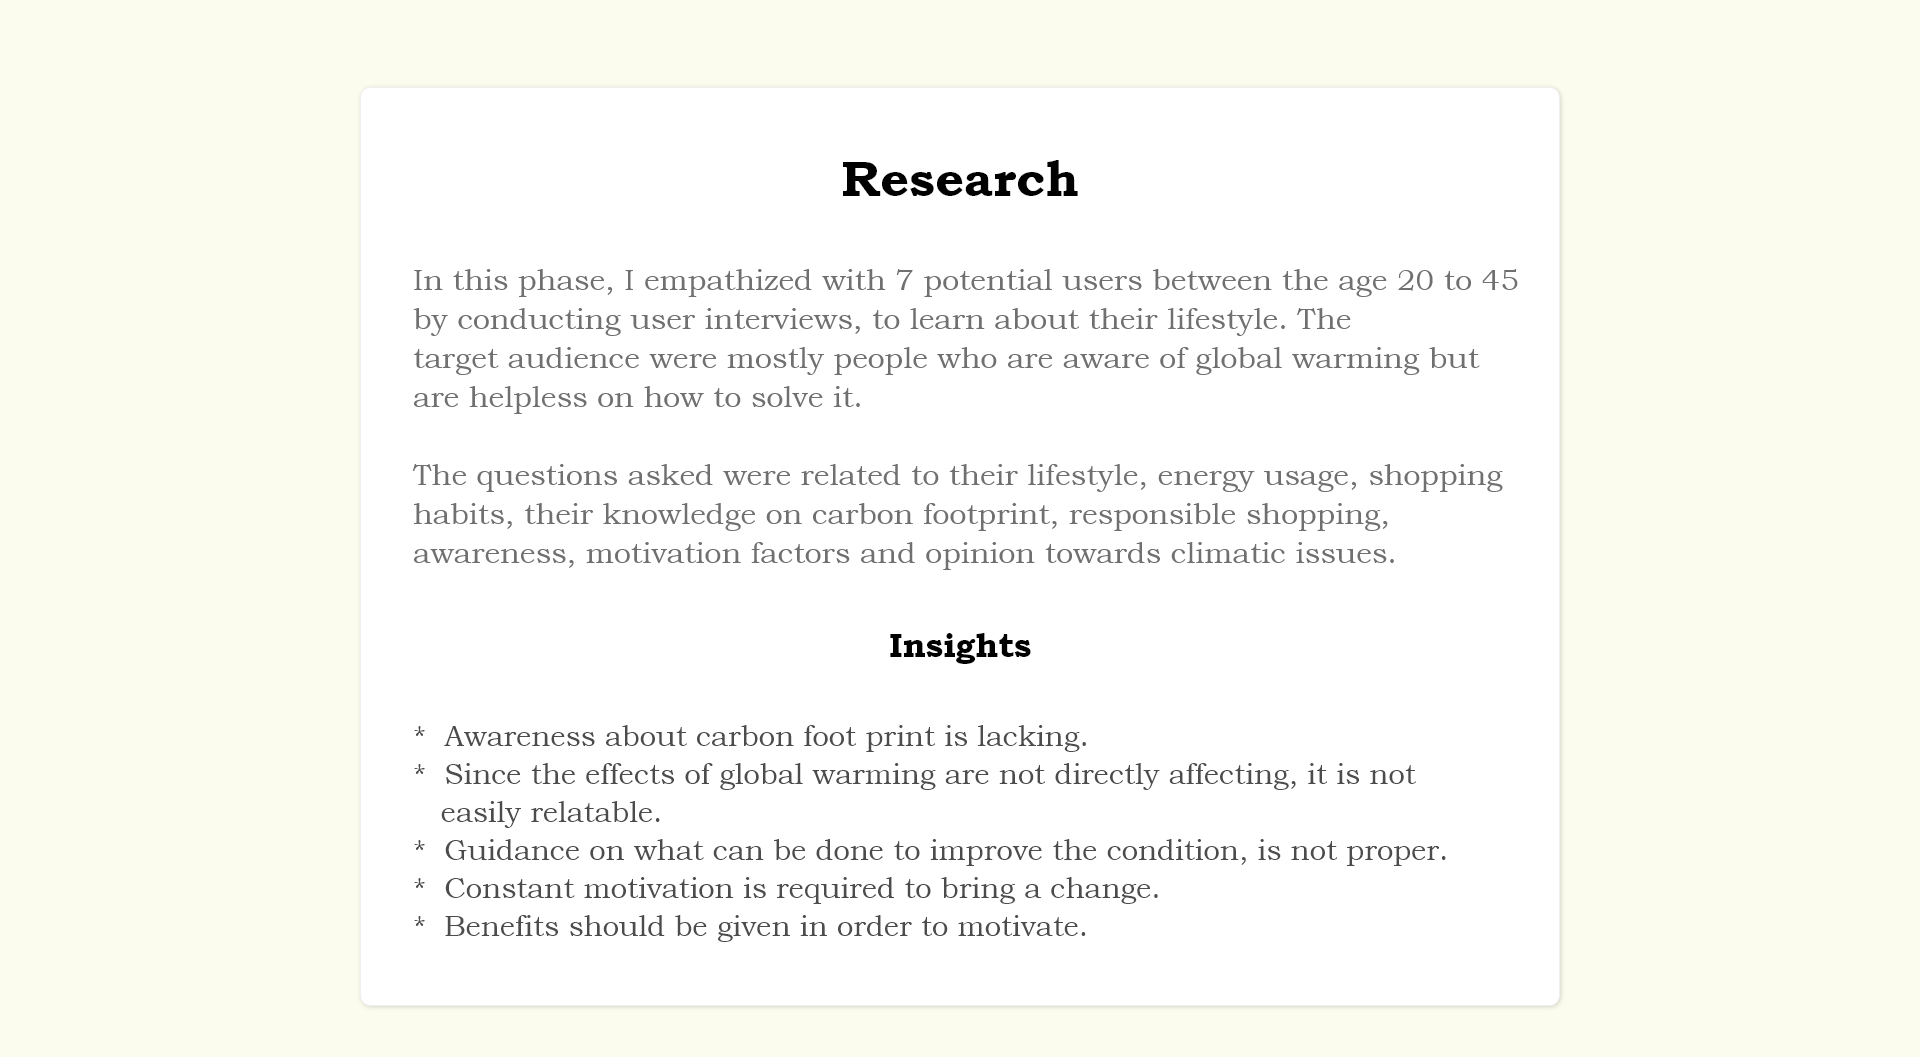 Research
In this phase, I empathized with 7 potential users between the age 20 to 45
by conducting user interviews, to learn about their lifestyle. The
target audience were mostly people who are aware of global warming but
are helpless on how to solve it.
The questions asked were related to their lifestyle, energy usage, shopping
habits, their knowledge on carbon footprint, responsible shopping,
awareness, motivation factors and opinion towards climatic issues.
Insights
* Awareness about carbon foot print is lacking.
* Since the effects of global warming are not directly affecting, it is not
easily relatable.
* Guidance on what can be done to improve the condition, is not proper.
* Constant motivation is required to bring a change.
* Benefits should be given in order to motivate.